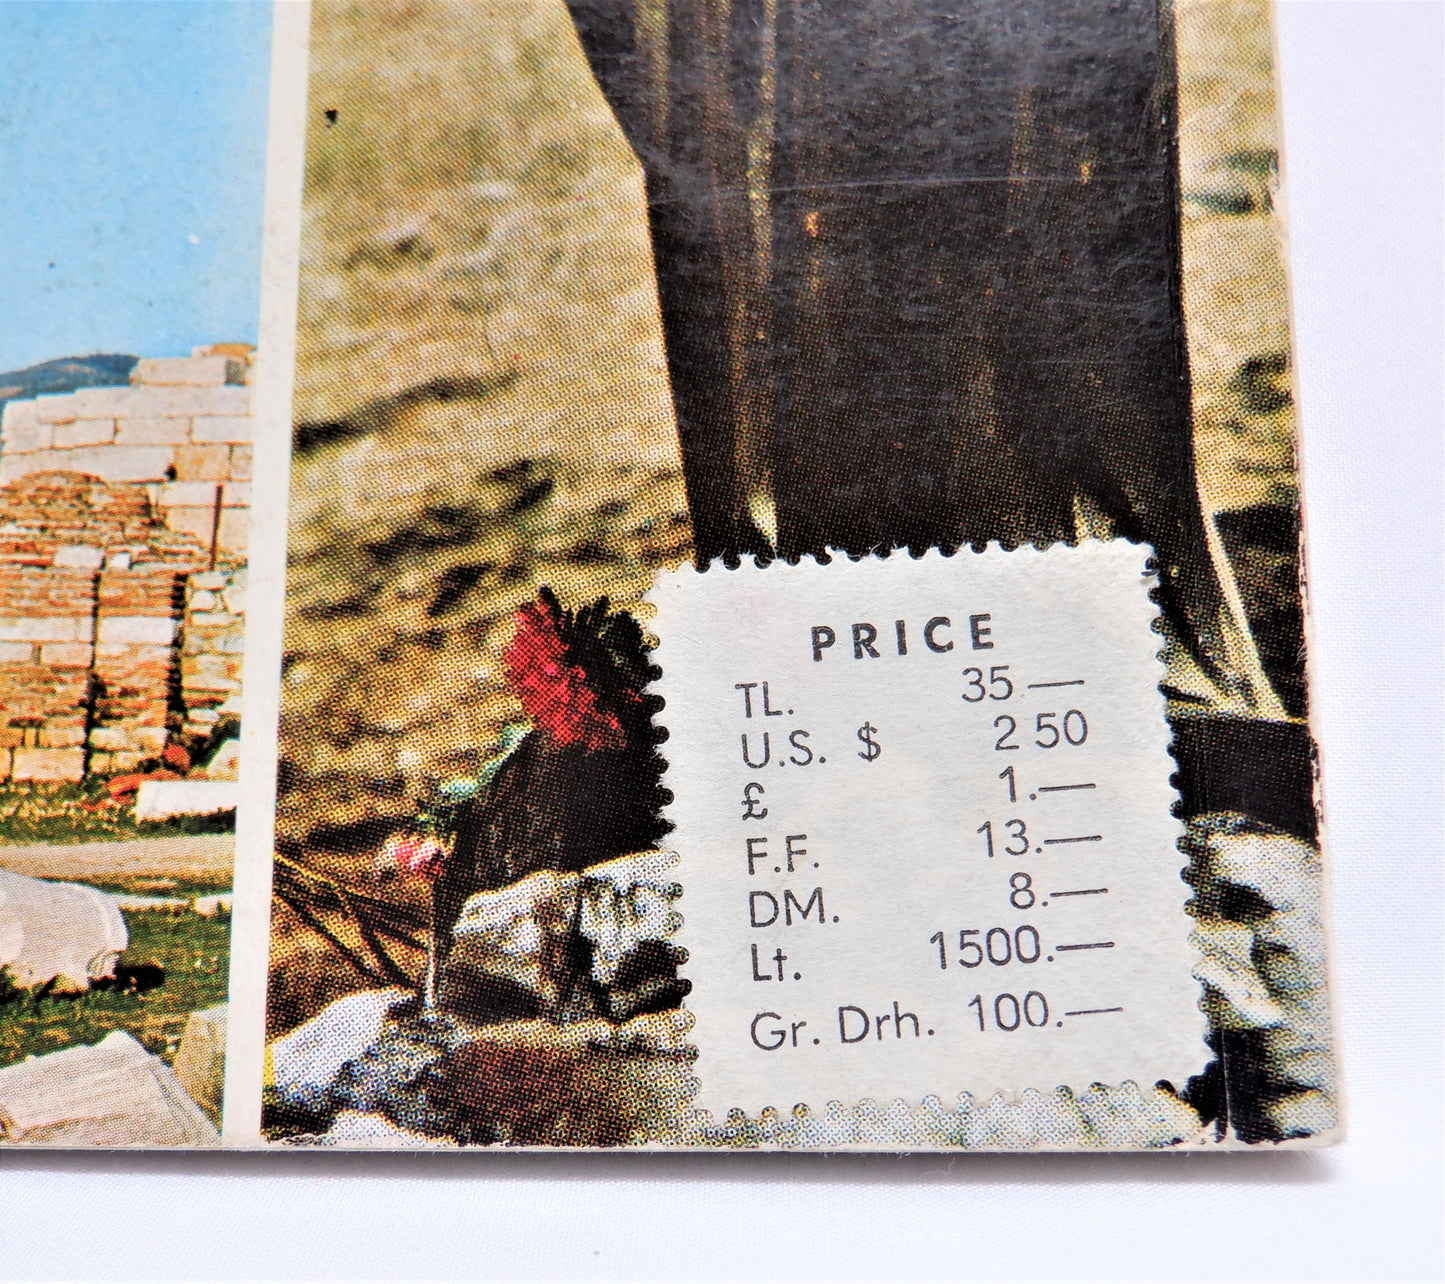 PRICE
TL. 35.—
U.S. $ 2 50
£ 1.—
F.F. 13.—
DM. 8.—
Lt. 1500.—
Gr. Drh. 100.—